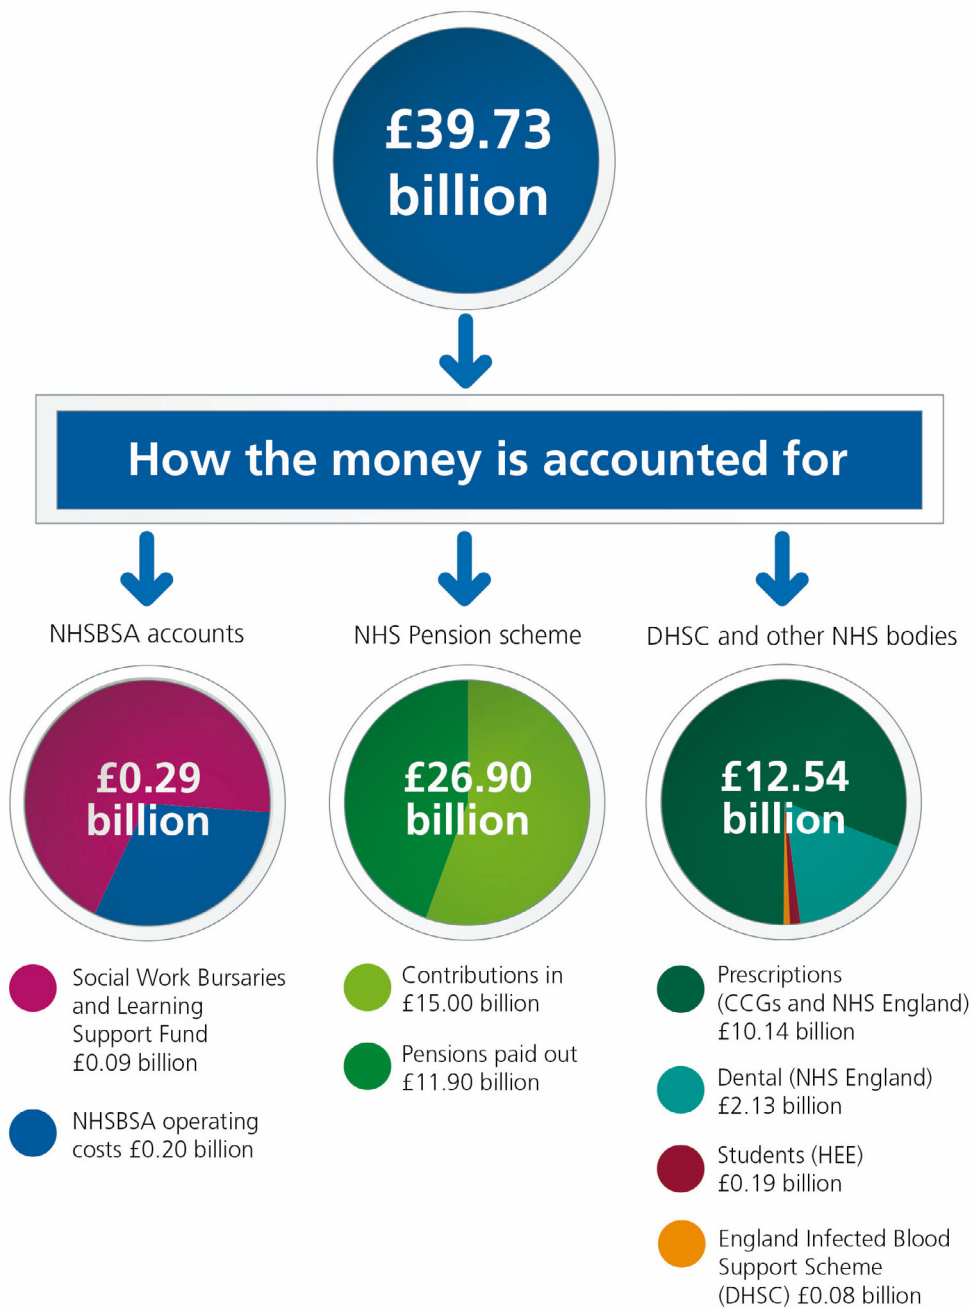 £39.73
billion
How the money is accounted for
NHSBSA accounts
£0.29
billion
Social Work Bursaries
and Learning
Support Fund
£0.09 billion
NHSBSA operating
costs £0.20 billion
NHS Pension scheme
£26.90
billion
Contributions in
£15.00 billion
Pensions paid out
£11.90 billion
DHSC and other NHS bodies
£12.54
billion
Prescriptions
(CCGs and NHS England)
£10.14 billion
Dental (NHS England)
£2.13 billion
Students (HEE)
£0.19 billion
England Infected Blood
Support Scheme
(DHSC) £0.08 billion